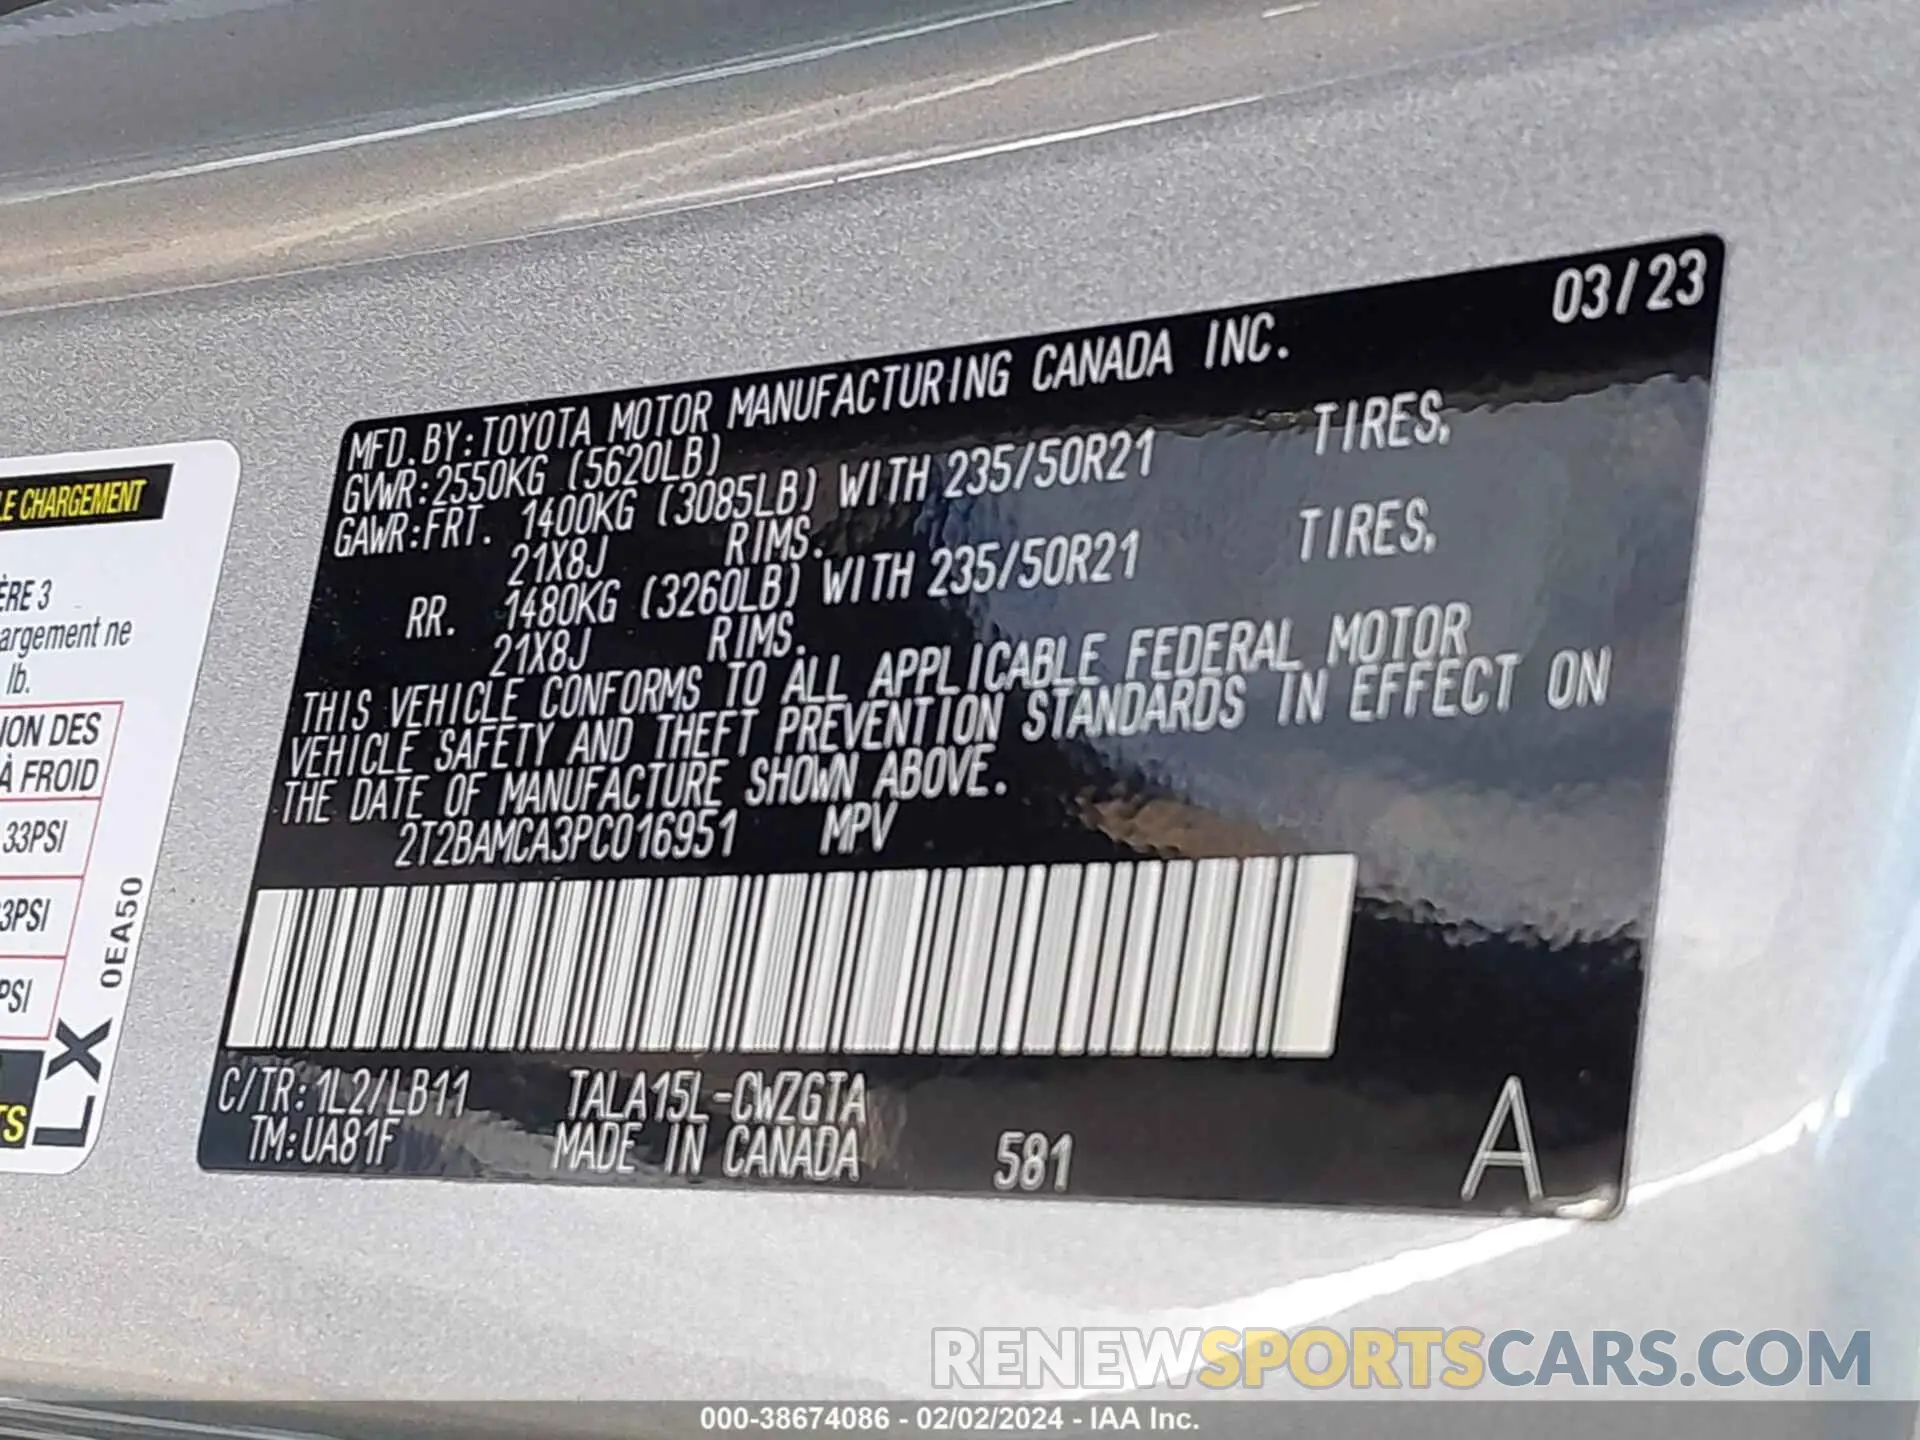 03/23
MFD. BY: TOYOTA MOTOR MANUFACTURING CANADA INC.
GVWR: 2550KG (5620LB)
GAWR: FRT. 1400KG (3085LB) WITH 235/50R21 TIRES,
21X8J RIMS.
RR. 1480KG (3260LB) WITH 235/50R21 TIRES,
21X8J RIMS.
THIS VEHICLE CONFORMS TO ALL APPLICABLE FEDERAL MOTOR
VEHICLE SAFETY AND THEFT PREVENTION STANDARDS IN EFFECT ON
THE DATE OF MANUFACTURE SHOWN ABOVE.
2T2BAMCA3PC016951 MPV
C/TR: 1L2/LB11 TALA15L-CWZGTA
TM: UA81F MADE IN CANADA 581 A
LE CHARGEMENT
ÈRE 3
argement ne
lb.
ION DES
À FROID
33PSI
3PSI
PSI
TS
LX 0EA50
RENEWSPORTSCARS.COM
000-38674086 - 02/02/2024 - IAA Inc.